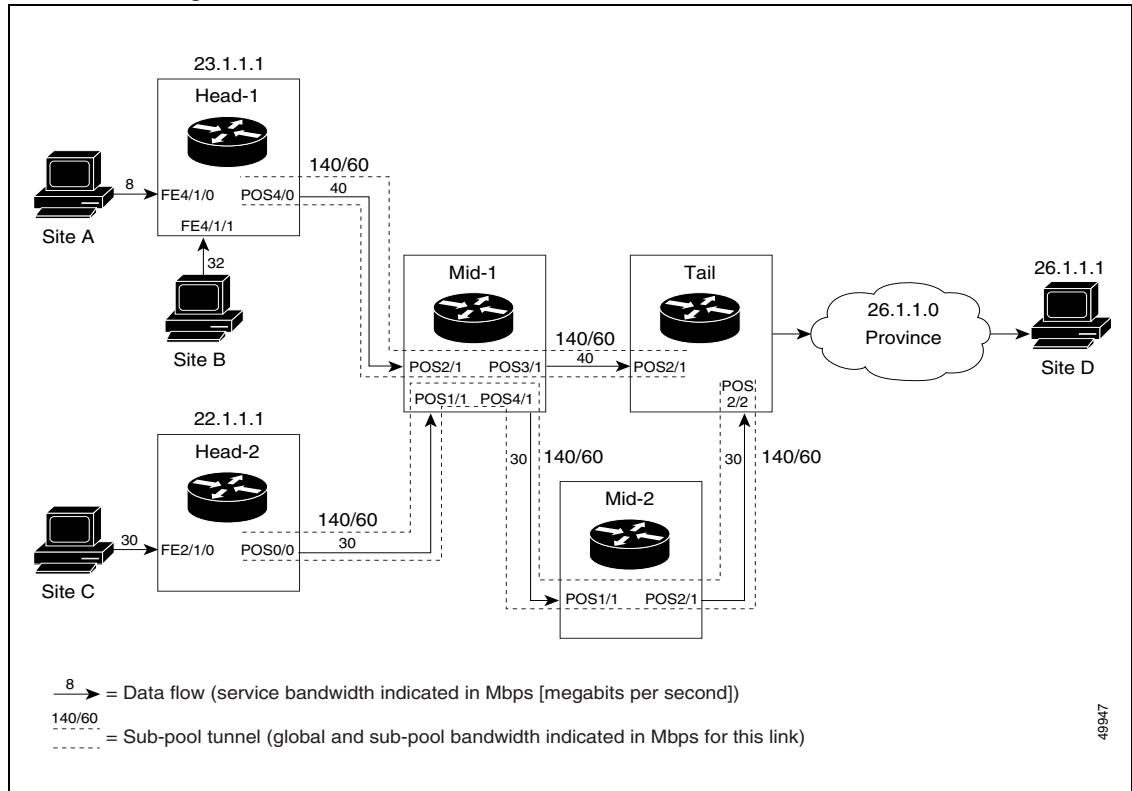 23.1.1.1
Head-1
140/60
8
FE4/1/0
POS4/0
40
Site A
FE4/1/1
32
Site B
Mid-1
Tail
26.1.1.1
26.1.1.0
Province
Site D
140/60
POS2/1
POS3/1
40
POS2/1
POS1/1
POS4/1
POS
2/2
22.1.1.1
Head-2
30
140/60
30
140/60
Mid-2
140/60
30
FE2/1/0
POS0/0
30
Site C
POS1/1
POS2/1
8
= Data flow (service bandwidth indicated in Mbps [megabits per second])
140/60
= Sub-pool tunnel (global and sub-pool bandwidth indicated in Mbps for this link)
49947